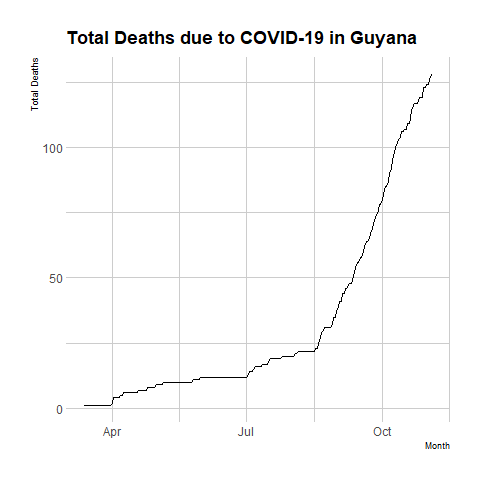 Total Deaths due to COVID-19 in Guyana
Total Deaths
100
50
0
Apr Jul Oct
Month